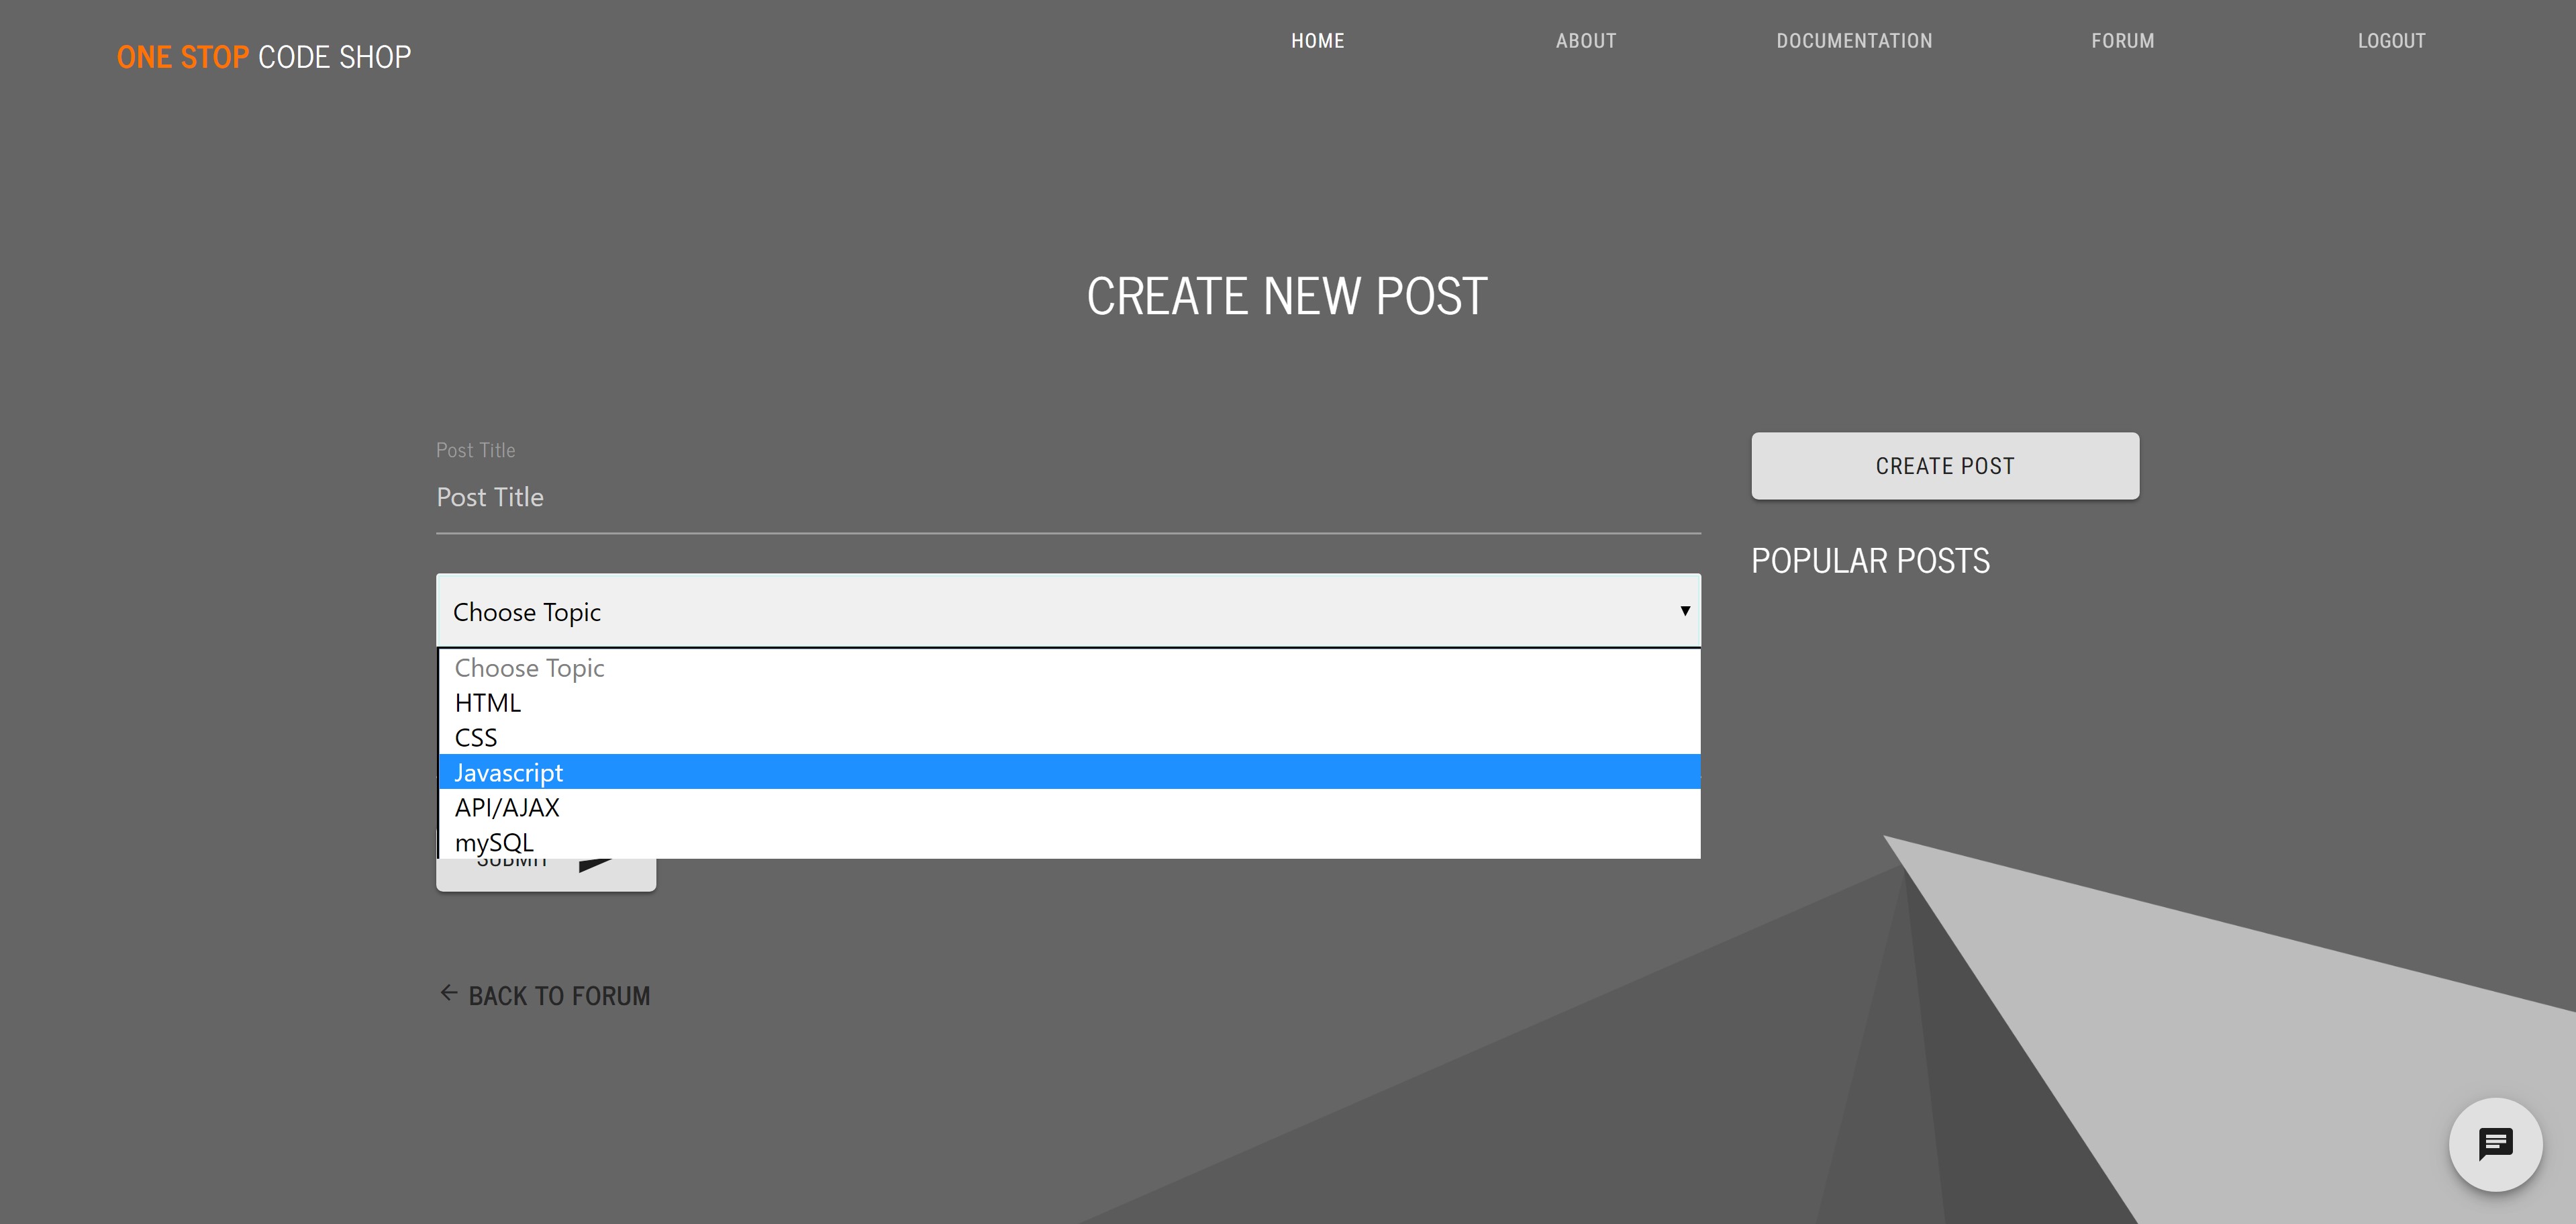 ONE STOP CODE SHOP
HOME
ABOUT
DOCUMENTATION
FORUM
LOGOUT
CREATE NEW POST
Post Title
Post Title
Choose Topic
Choose Topic
HTML
CSS
Javascript
API/AJAX
mySQL
SUBMIT
BACK TO FORUM
CREATE POST
POPULAR POSTS